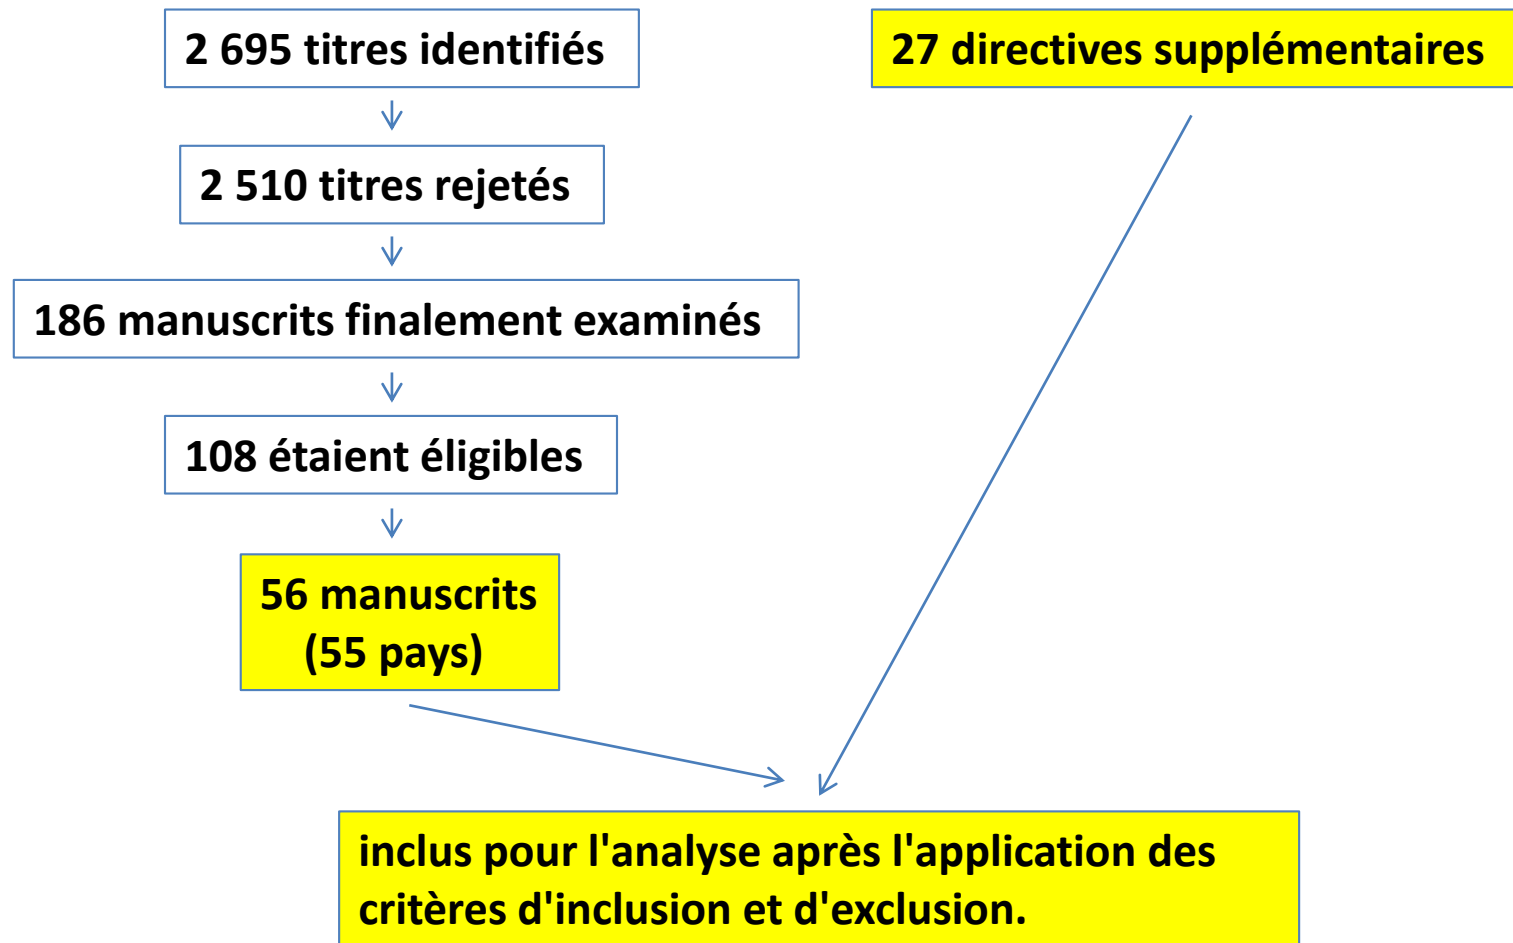 2 695 titres identifiés
27 directives supplémentaires
2 510 titres rejetés
186 manuscrits finalement examinés
108 étaient éligibles
56 manuscrits
(55 pays)
inclus pour l'analyse après l'application des
critères d'inclusion et d'exclusion.